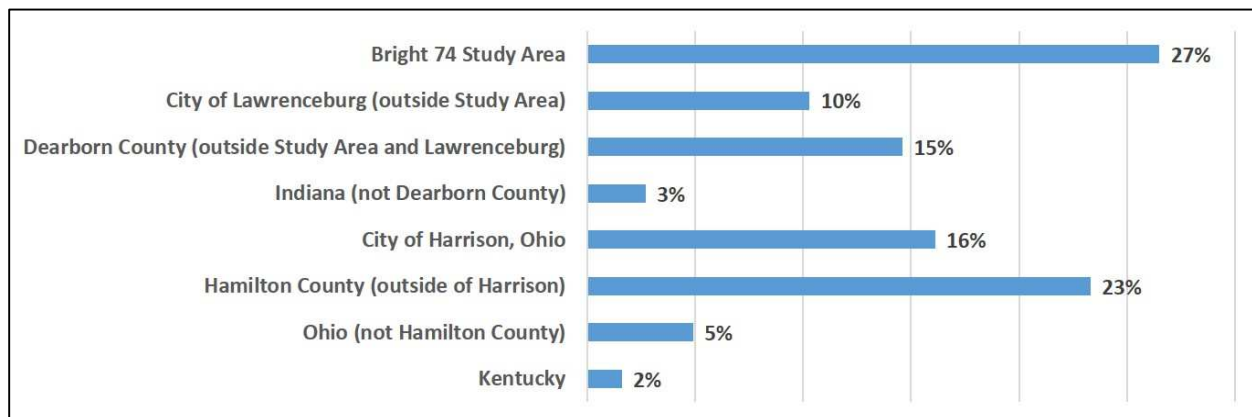 Bright 74 Study Area 27%
City of Lawrenceburg (outside Study Area) 10%
Dearborn County (outside Study Area and Lawrenceburg) 15%
Indiana (not Dearborn County) 3%
City of Harrison, Ohio 16%
Hamilton County (outside of Harrison) 23%
Ohio (not Hamilton County) 5%
Kentucky 2%